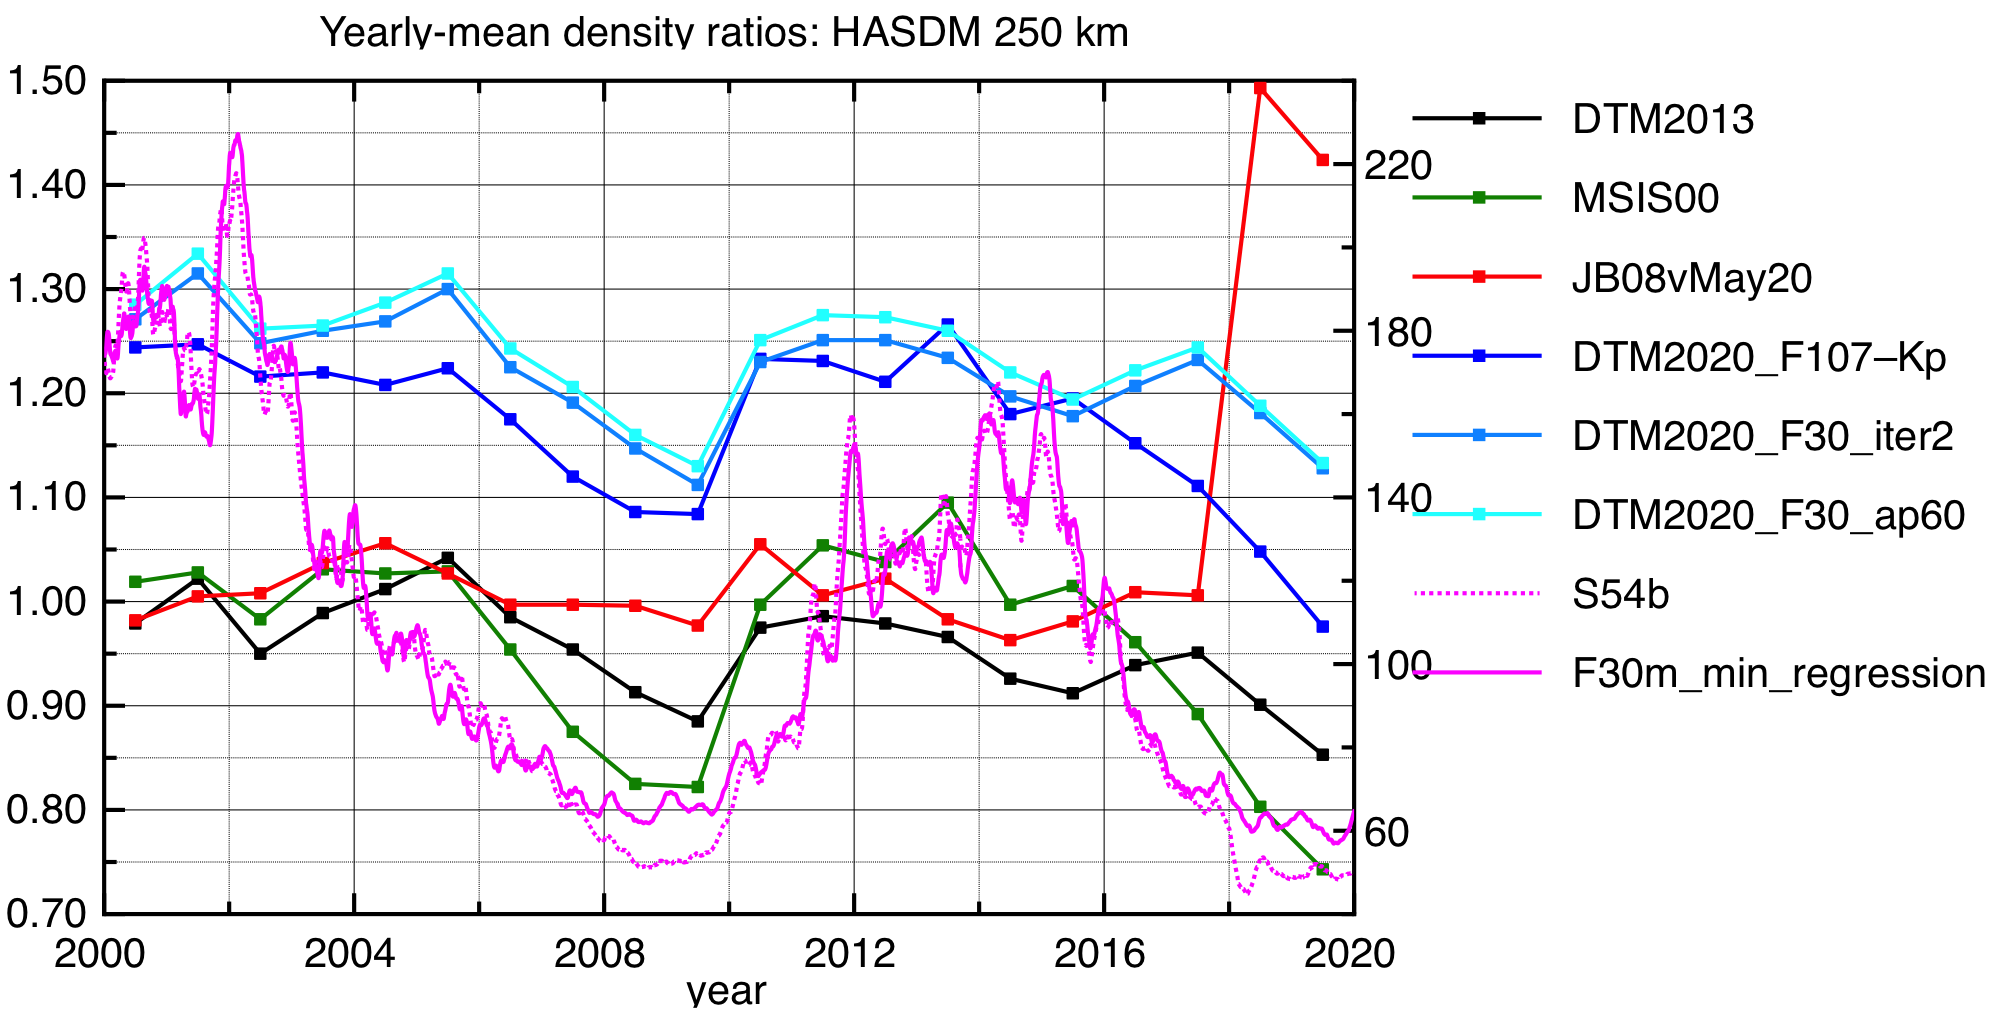 Yearly-mean density ratios: HASDM 250 km
1.50
1.40
1.30
1.20
1.10
1.00
0.90
0.80
0.70
220
180
140
100
60
2000 2004 2008 2012 2016 2020
year
DTM2013
MSIS00
JB08vMay20
DTM2020_F107–Kp
DTM2020_F30_iter2
DTM2020_F30_ap60
S54b
F30m_min_regression